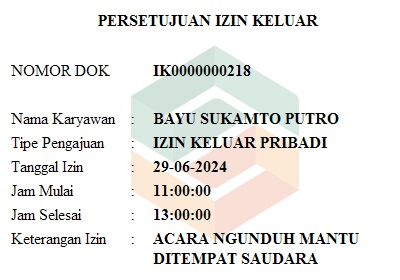 PERSETUJUAN IZIN KELUAR
NOMOR DOK IK0000000218
Nama Karyawan : BAYU SUKAMTO PUTRO
Tipe Pengajuan : IZIN KELUAR PRIBADI
Tanggal Izin : 29-06-2024
Jam Mulai : 11:00:00
Jam Selesai : 13:00:00
Keterangan Izin : ACARA NGUNDUH MANTU
DITEMPAT SAUDARA